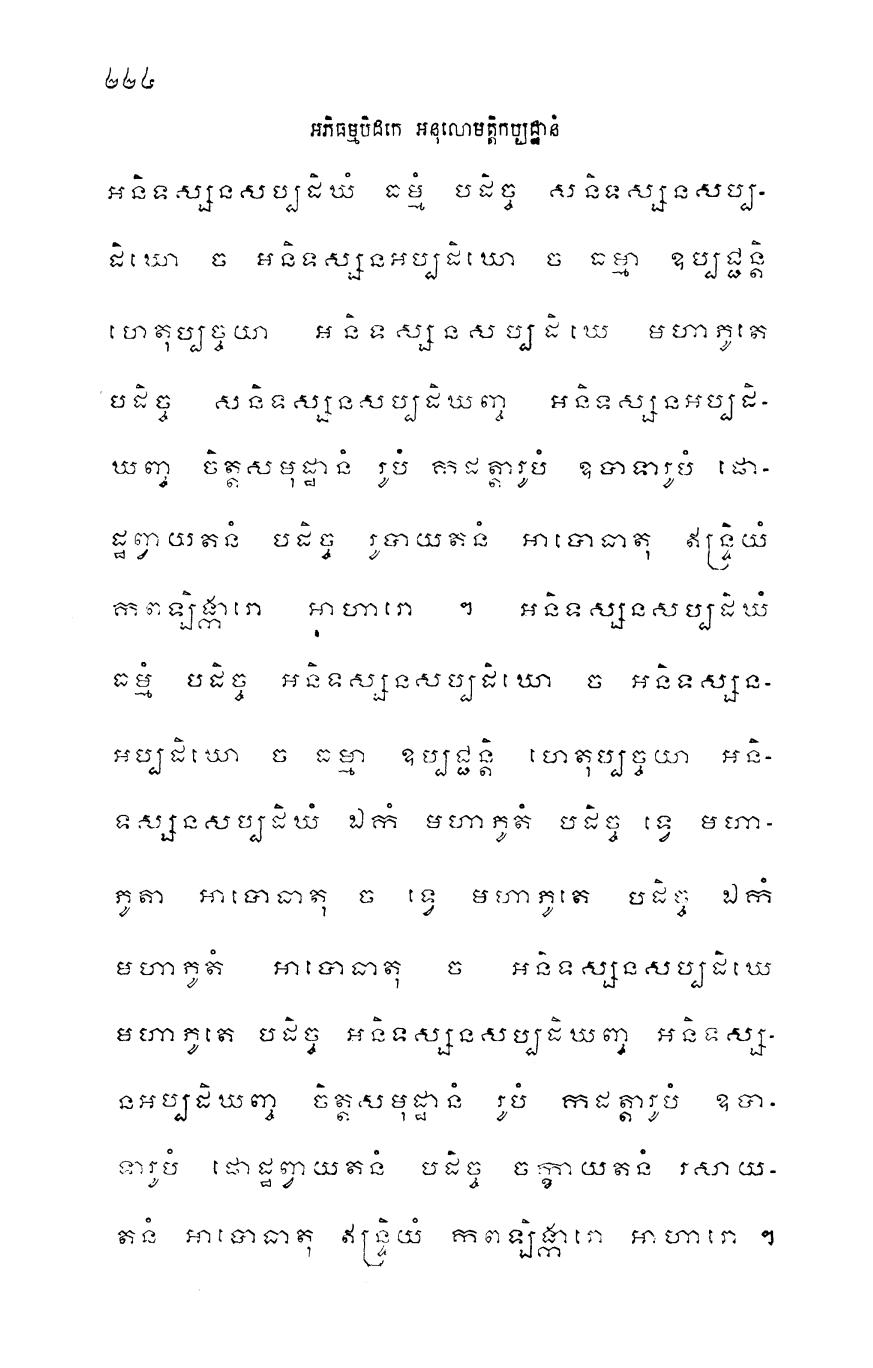 ២២៤
អភិធម្មបិដកេ អនុលោមត្តិកប្បដ្ឋានំ
អនិទស្សនសប្បដិឃំ ធម្មំ បដិច្ច សនិទស្សនសប្ប-
ដិឃោ ច អនិទស្សនអប្បដិឃោ ច ធម្មា ឧប្បជ្ជន្តិ
ហេតុប្បច្ចយា អនិទស្សនសប្បដិឃេ មហាភូតេ
បដិច្ច សនិទស្សនសប្បដិឃញ្ច អនិទស្សនអប្បដិ-
ឃញ្ច ចិត្តសមុដ្ឋានំ រូបំ កដត្តារូបំ ឧបាទារូបំ ផោ-
ដ្ឋព្វាយតនំ បដិច្ច រូបាយតនំ អាបោធាតុ ឥន្ទ្រិយំ
កពឡិង្ការោ អាហារោ ។ អនិទស្សនសប្បដិឃំ
ធម្មំ បដិច្ច អនិទស្សនសប្បដិឃោ ច អនិទស្សន-
អប្បដិឃោ ច ធម្មា ឧប្បជ្ជន្តិ ហេតុប្បច្ចយា អនិ-
ទស្សនសប្បដិឃំ ឯកំ មហាភូតំ បដិច្ច ទ្វេ មហា-
ភូតា អាបោធាតុ ច ទ្វេ មហាភូតេ បដិច្ច ឯកំ
មហាភូតំ អាបោធាតុ ច អនិទស្សនសប្បដិឃេ
មហាភូតេ បដិច្ច អនិទស្សនសប្បដិឃញ្ច អនិទស្ស-
នអប្បដិឃញ្ច ចិត្តសមុដ្ឋានំ រូបំ កដត្តារូបំ ឧបា-
ទារូបំ ផោដ្ឋព្វាយតនំ បដិច្ច ចក្ខាយតនំ រសាយ-
តនំ អាបោធាតុ ឥន្ទ្រិយំ កពឡិង្ការោ អាហារោ ។